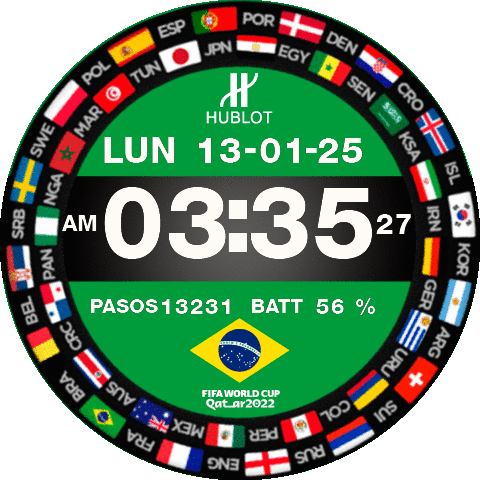 HUBLOT
LUN 13-01-25
AM 03:35 27
PASOS 13231 BATT 56 %
FIFA WORLD CUP
Qatar2022
POR
DEN
CRO
ISL
KOR
ARG
SUI
RUS
ENG
FRA
BRA
BEL
SRB
SWE
POL
ESP
JPN
EGY
SEN
KSA
IRN
GER
URU
COL
PER
MEX
AUS
CRC
PAN
NGA
MAR
TUN